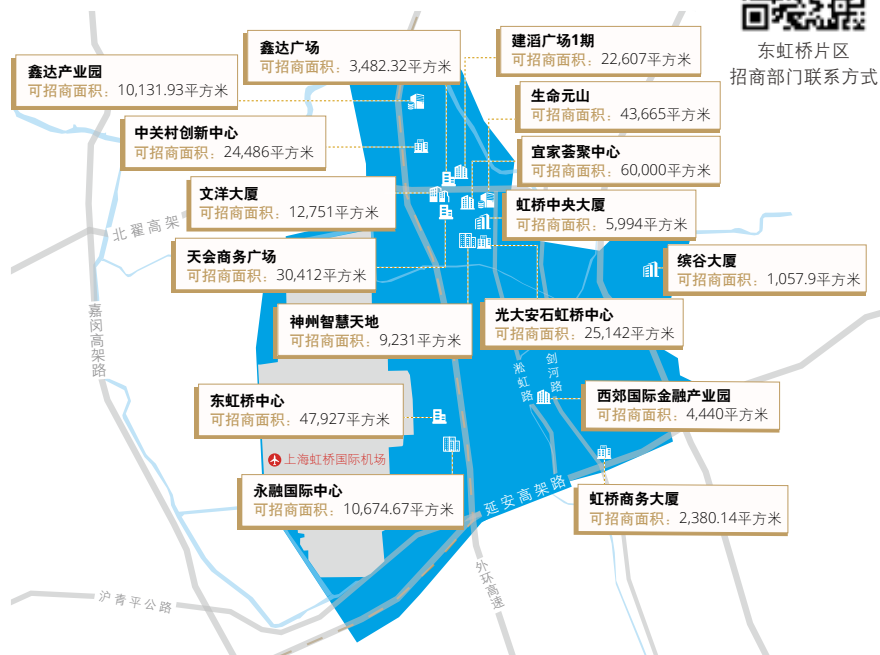 东虹桥片区
招商部门联系方式
鑫达广场
可招商面积：3,482.32平方米
建滔广场1期
可招商面积：22,607平方米
鑫达产业园
可招商面积：10,131.93平方米
生命元山
可招商面积：43,665平方米
中关村创新中心
可招商面积：24,486平方米
宜家荟聚中心
可招商面积：60,000平方米
文洋大厦
可招商面积：12,751平方米
虹桥中央大厦
可招商面积：5,994平方米
北翟高架
天会商务广场
可招商面积：30,412平方米
缤谷大厦
可招商面积：1,057.9平方米
嘉闵高架路
神州智慧天地
可招商面积：9,231平方米
光大安石虹桥中心
可招商面积：25,142平方米
淞虹路
剑河路
东虹桥中心
可招商面积：47,927平方米
西郊国际金融产业园
可招商面积：4,440平方米
上海虹桥国际机场
永融国际中心
可招商面积：10,674.67平方米
延安高架路
虹桥商务大厦
可招商面积：2,380.14平方米
外环高速
沪青平公路